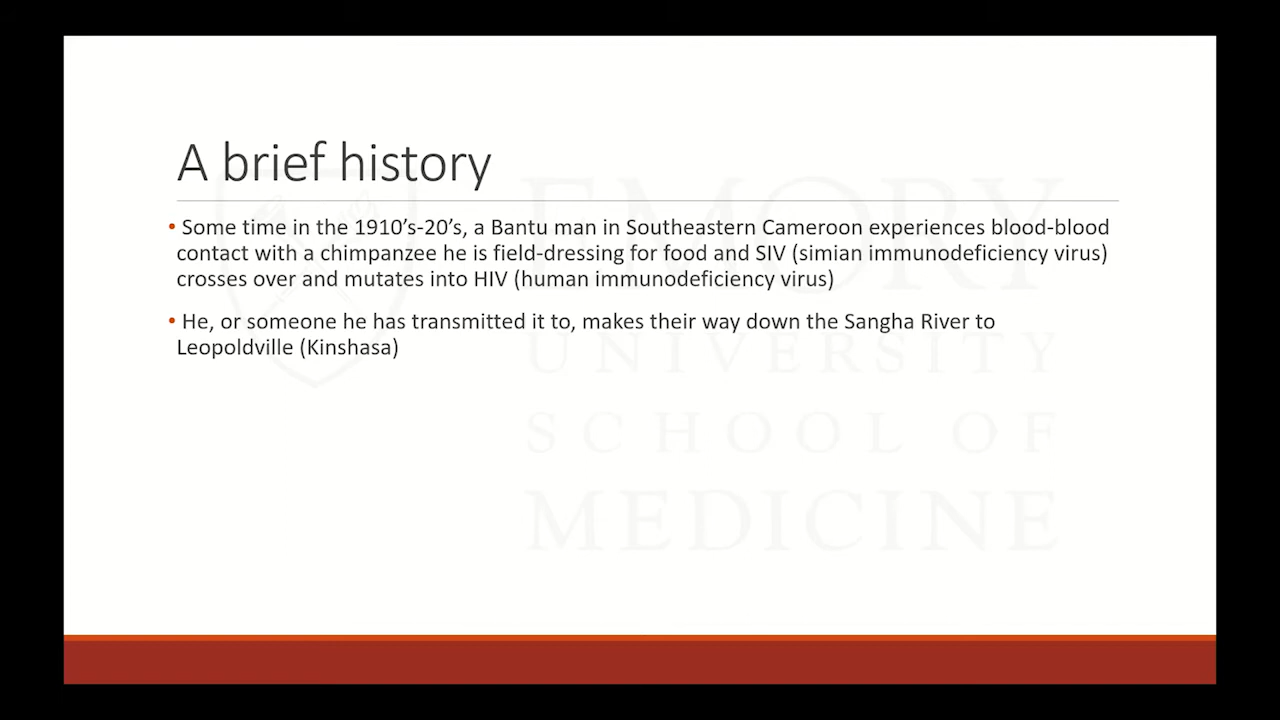 A brief history
• Some time in the 1910’s-20’s, a Bantu man in Southeastern Cameroon experiences blood-blood
contact with a chimpanzee he is field-dressing for food and SIV (simian immunodeficiency virus)
crosses over and mutates into HIV (human immunodeficiency virus)
• He, or someone he has transmitted it to, makes their way down the Sangha River to
Leopoldville (Kinshasa)
EMORY
UNIVERSITY
SCHOOL OF
MEDICINE